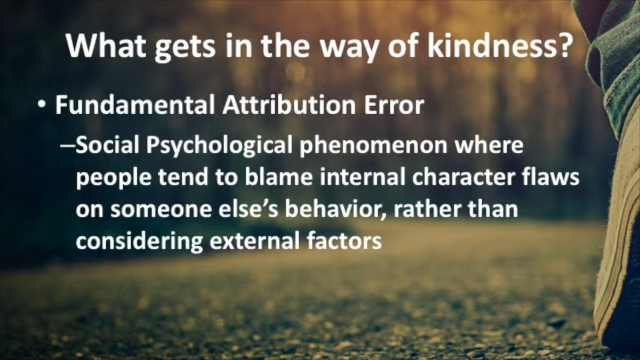 What gets in the way of kindness?
• Fundamental Attribution Error
–Social Psychological phenomenon where
people tend to blame internal character flaws
on someone else's behavior, rather than
considering external factors